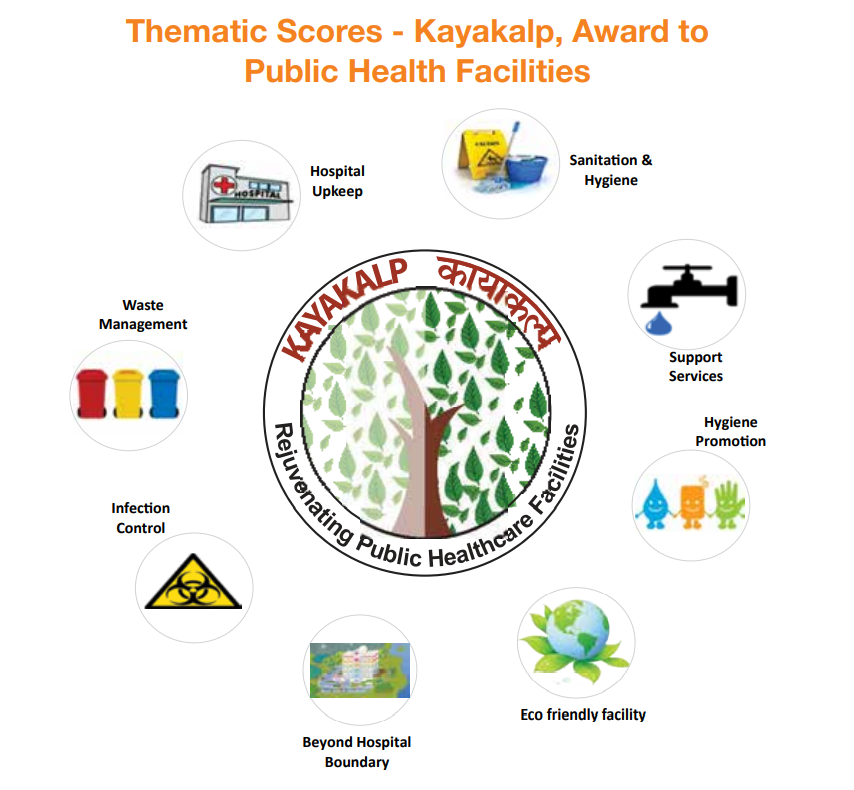 Thematic Scores - Kayakalp, Award to
Public Health Facilities
Hospital
Upkeep
HOSPITAL
Sanitation &
Hygiene
Support
Services
Hygiene
Promotion
Eco friendly facility
Beyond Hospital
Boundary
Infection
Control
Waste
Management
KAYAKALP कायाकल्प
Rejuvenating Public Healthcare Facilities